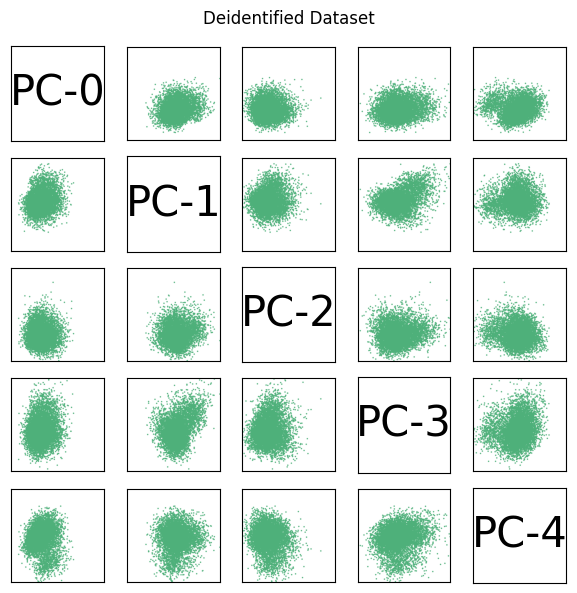 Deidentified Dataset
PC-0
PC-1
PC-2
PC-3
PC-4